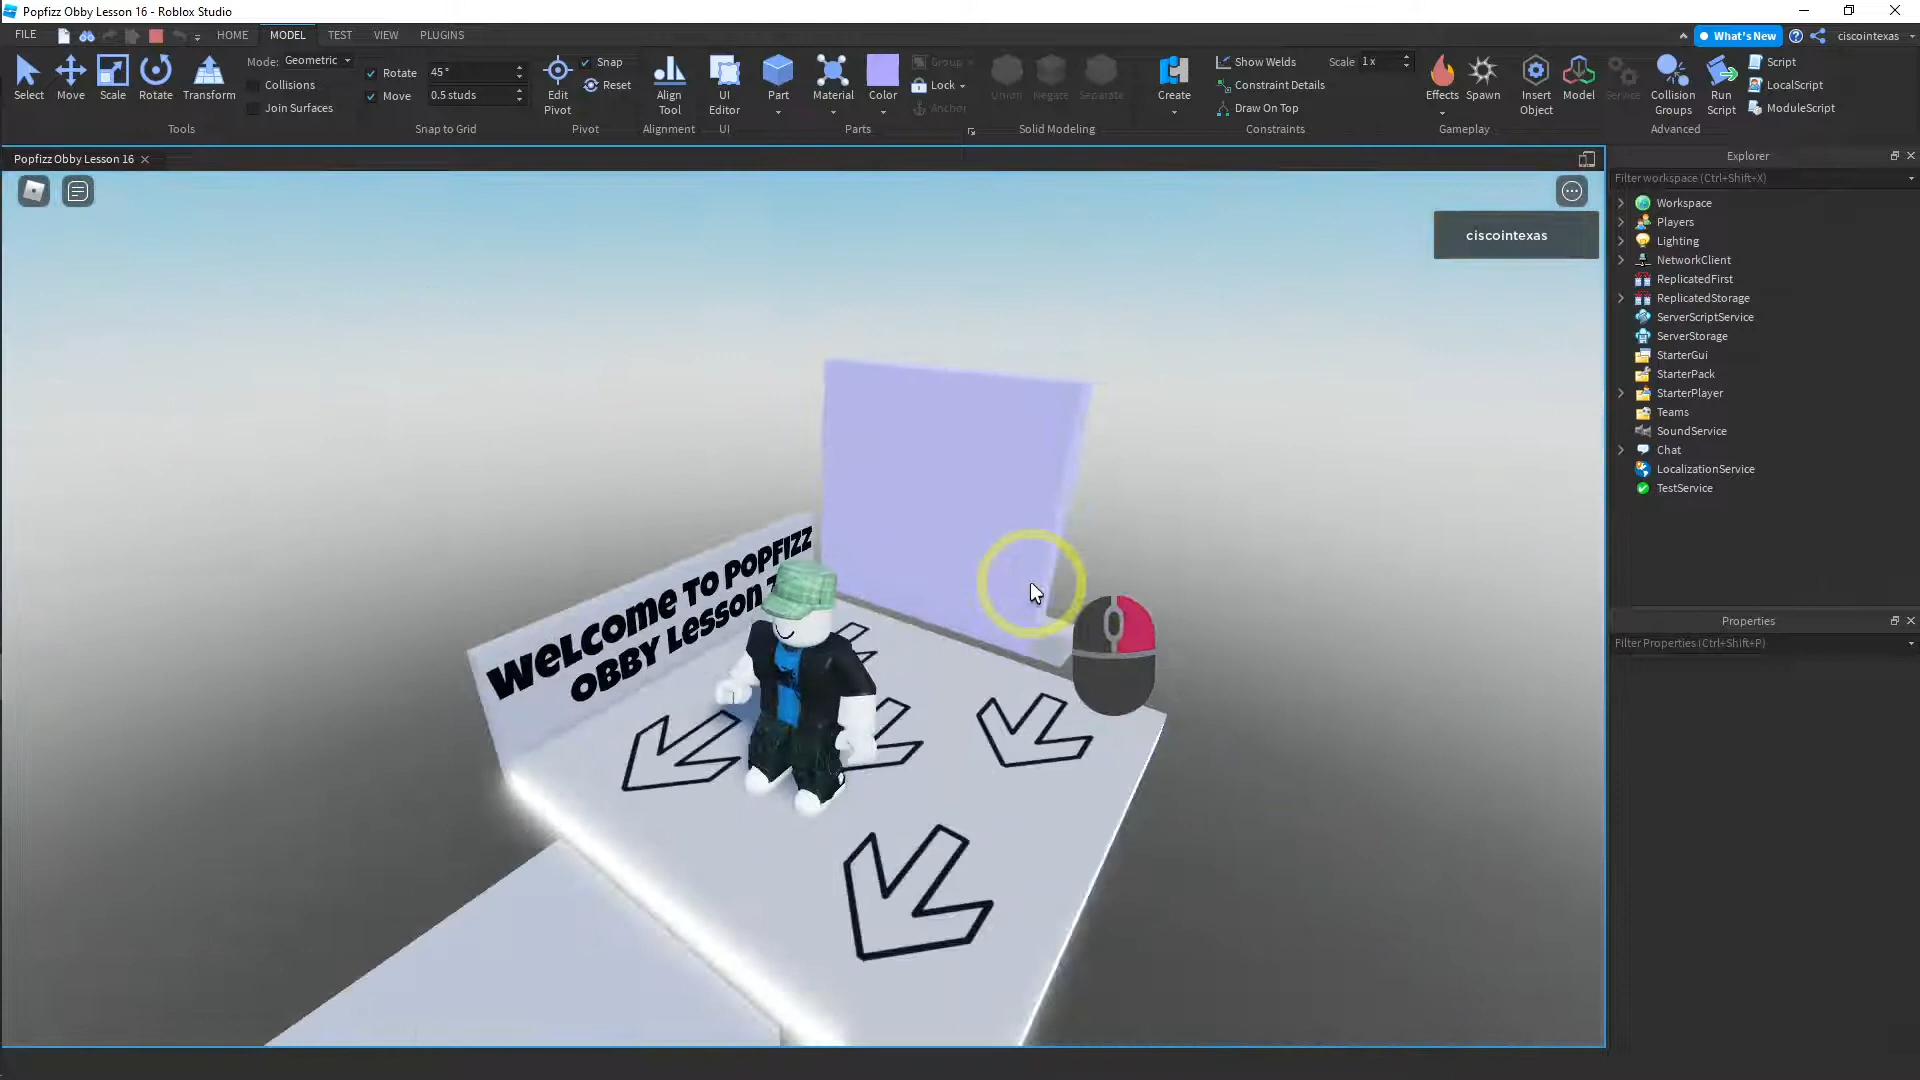 Popfizz Obby Lesson 16 - Roblox Studio
FILE
HOME
MODEL
TEST
VIEW
PLUGINS
What's New
ciscointexas
Select
Move
Scale
Rotate
Transform
Mode: Geometric
Collisions
Join Surfaces
Tools
Rotate 45°
Move 0.5 studs
Snap to Grid
Edit Pivot
Snap
Reset
Pivot
Align Tool
Alignment
UI Editor
UI
Part
Material
Color
Group
Lock
Anchor
Parts
Union
Negate
Separate
Solid Modeling
Create
Show Welds
Scale 1x
Constraint Details
Draw On Top
Constraints
Effects
Spawn
Gameplay
Insert Object
Model
Service
Collision Groups
Run Script
Script
LocalScript
ModuleScript
Advanced
Popfizz Obby Lesson 16
ciscointexas
WELCOME TO POPFIZZ
OBBY LESSON
Explorer
Filter workspace (Ctrl+Shift+X)
Workspace
Players
Lighting
NetworkClient
ReplicatedFirst
ReplicatedStorage
ServerScriptService
ServerStorage
StarterGui
StarterPack
StarterPlayer
Teams
SoundService
Chat
LocalizationService
TestService
Properties
Filter Properties (Ctrl+Shift+P)